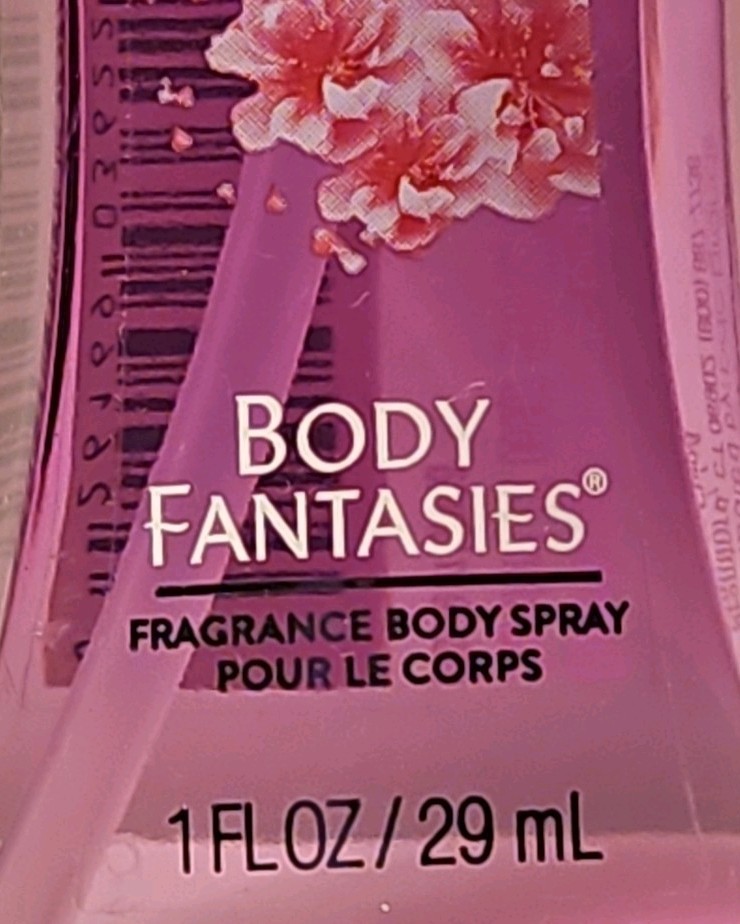 BODY
FANTASIES®
FRAGRANCE BODY SPRAY
POUR LE CORPS
1 FL OZ / 29 mL